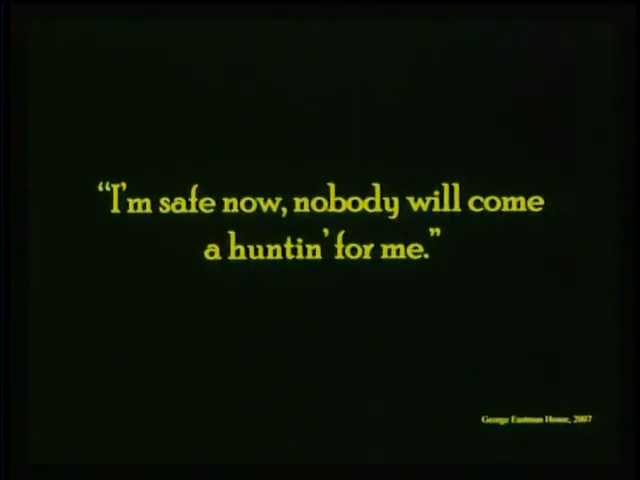 “I'm safe now, nobody will come
a huntin' for me.”
George Eastman House, 2007